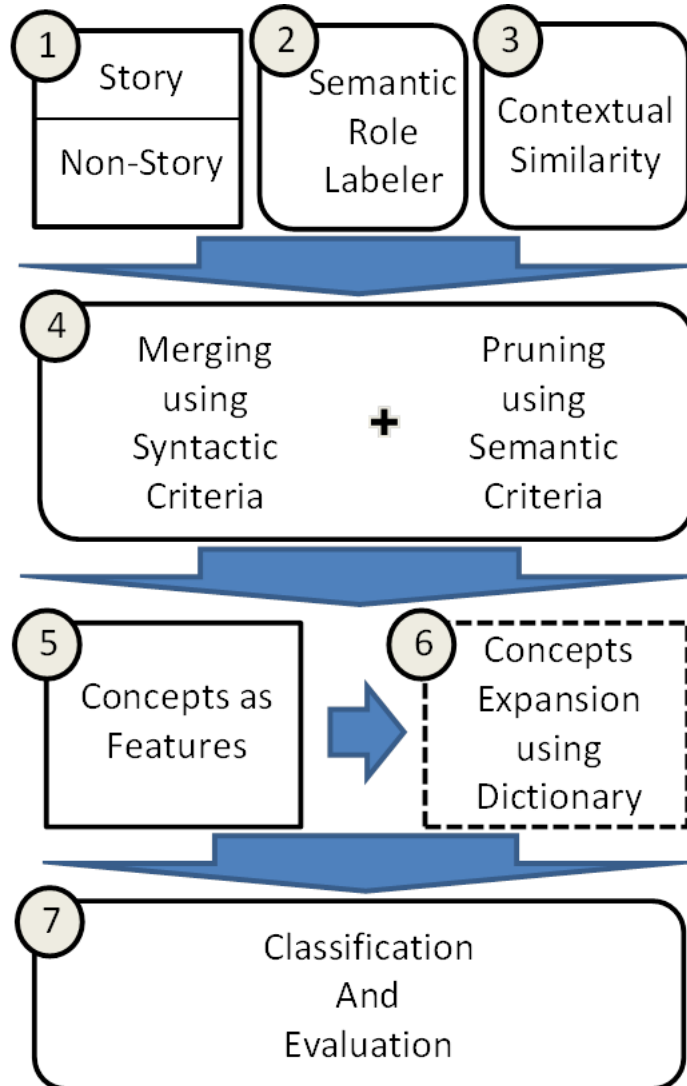 1
Story
Non-Story
2
Semantic
Role
Labeler
3
Contextual
Similarity
4
Merging
using
Syntactic
Criteria
+
Pruning
using
Semantic
Criteria
5
Concepts as
Features
6
Concepts
Expansion
using
Dictionary
7
Classification
And
Evaluation